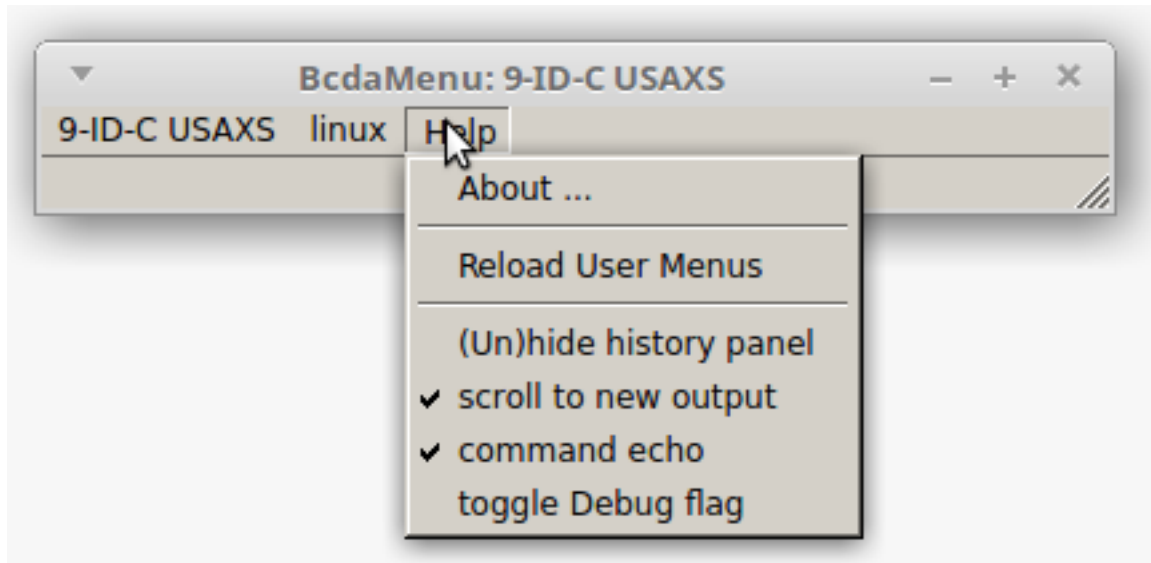 BcdaMenu: 9-ID-C USAXS
9-ID-C USAXS linux Help
About ...
Reload User Menus
(Un)hide history panel
scroll to new output
command echo
toggle Debug flag